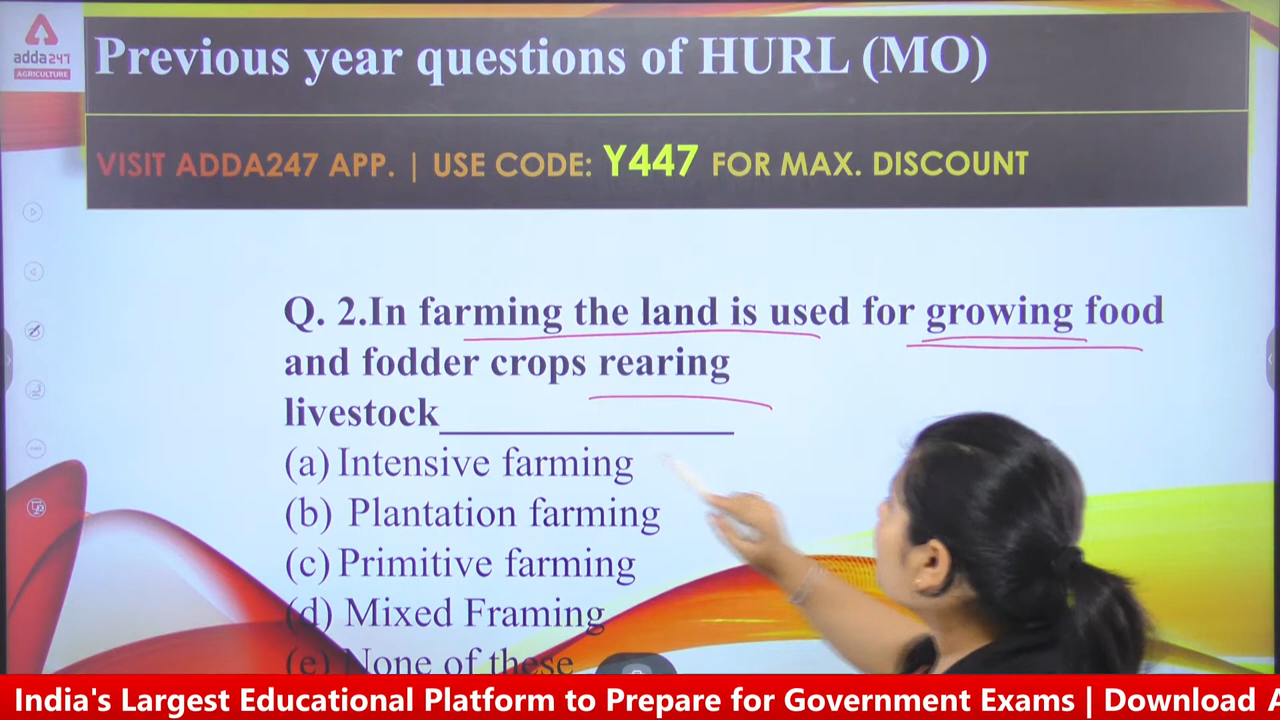 adda247
AGRICULTURE
Previous year questions of HURL (MO)
VISIT ADDA247 APP. | USE CODE: Y447 FOR MAX. DISCOUNT
Q. 2.In farming the land is used for growing food
and fodder crops rearing
livestock______________
(a) Intensive farming
(b) Plantation farming
(c) Primitive farming
(d) Mixed Framing
(e) None of these
India's Largest Educational Platform to Prepare for Government Exams | Download A